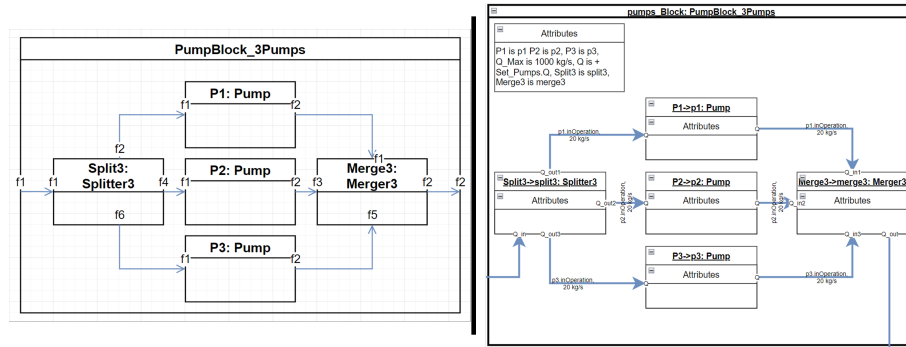 PumpBlock_3Pumps
P1: Pump
f1
f2
f2
f1
Split3:
Splitter3
P2: Pump
Merge3:
Merger3
f1
f1
f4
f1
f2
f3
f2
f2
f6
f5
P3: Pump
f1
f2
pumps_Block: PumpBlock_3Pumps
Attributes
P1 is p1 P2 is p2, P3 is p3,
Q_Max is 1000 kg/s, Q is +
Set_Pumps.Q, Split3 is split3,
Merge3 is merge3
P1->p1: Pump
Attributes
p1.inOperation,
20 kg/s
Q
Q
p1.inOperation,
20 kg/s
Q_out1
Q_in1
Split3->split3: Splitter3
Attributes
Q_out2
Q_in
Q_out3
p2.inOperation,
20 kg/s
P2->p2: Pump
Attributes
Q
Q
p2.inOperation,
20 kg/s
Merge3->merge3: Merger3
Attributes
Q_in2
Q_in3
Q_out
P3->p3: Pump
Attributes
p3.inOperation,
20 kg/s
Q
Q
p3.inOperation,
20 kg/s